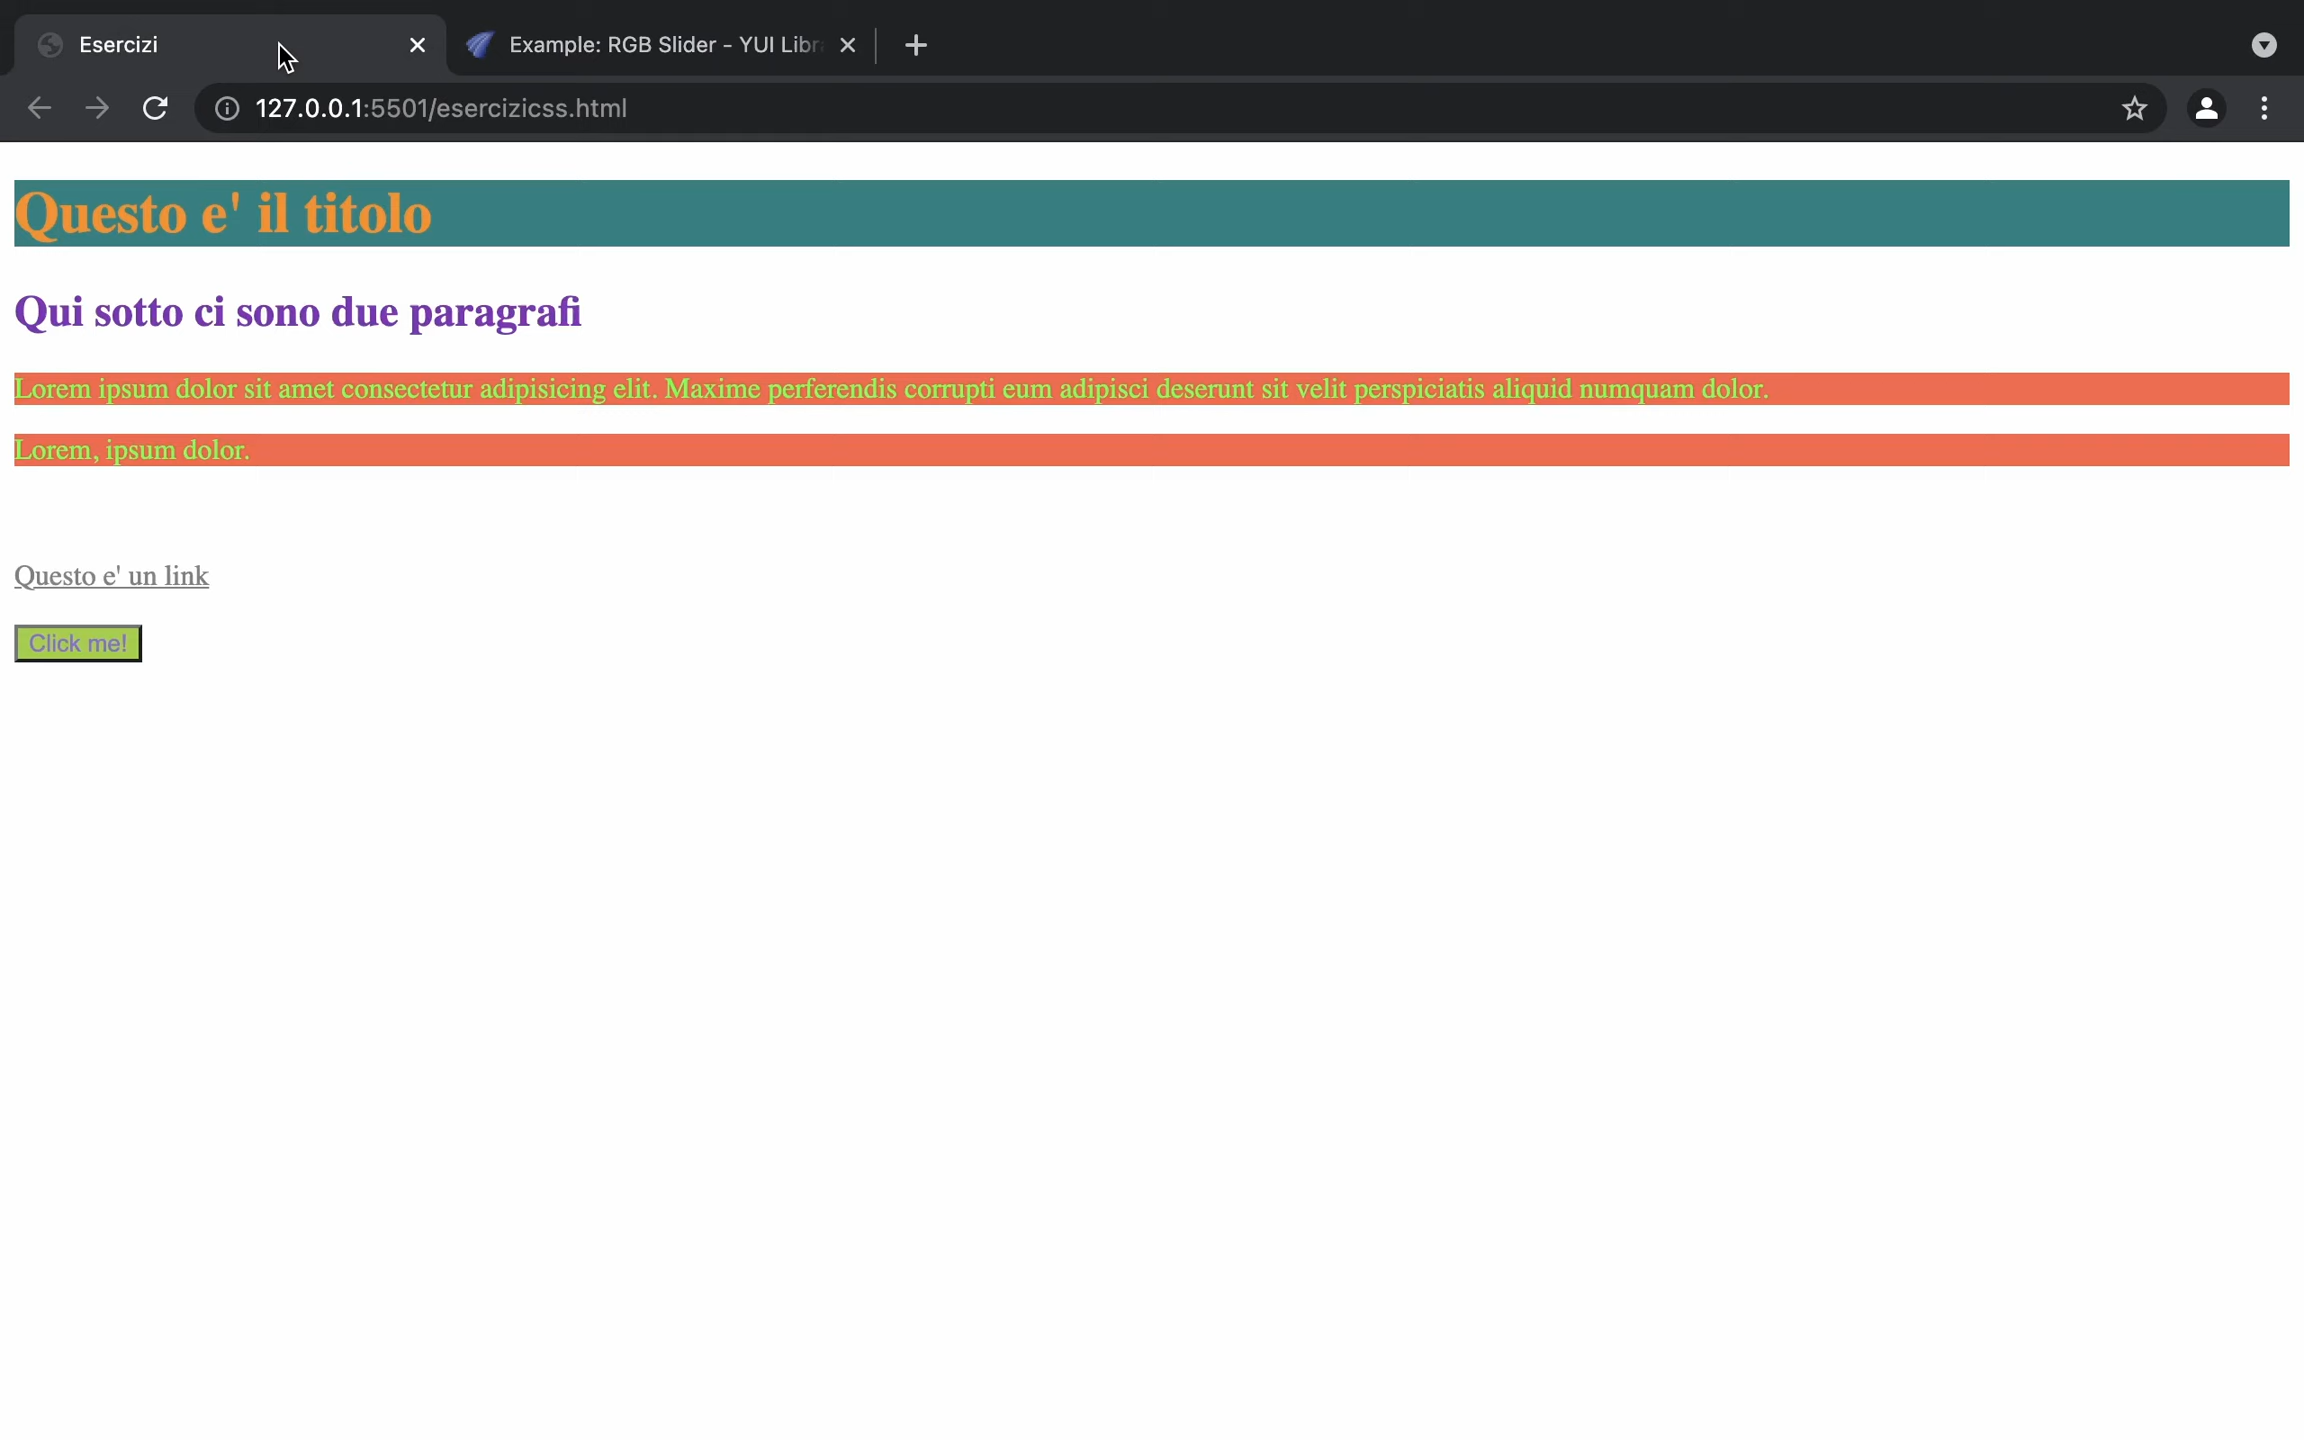 Esercizi
Example: RGB Slider - YUI Libr
127.0.0.1:5501/esercizicss.html
Questo e' il titolo
Qui sotto ci sono due paragrafi
Lorem ipsum dolor sit amet consectetur adipisicing elit. Maxime perferendis corrupti eum adipisci deserunt sit velit perspiciatis aliquid numquam dolor.
Lorem, ipsum dolor.
Questo e' un link
Click me!